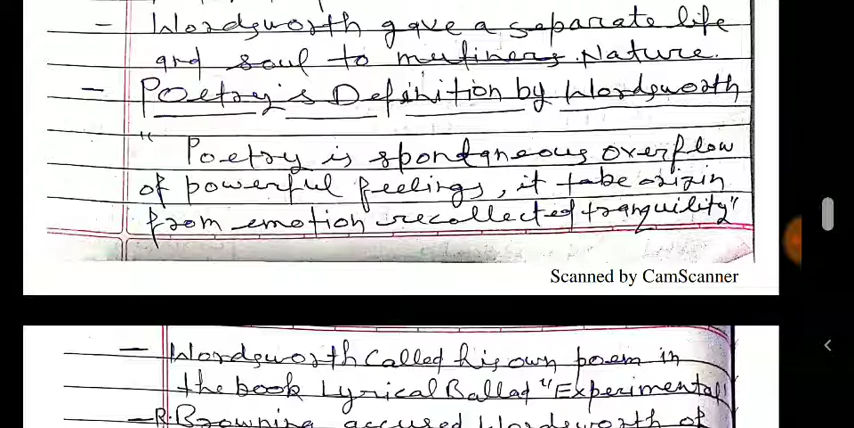 - Wordsworth gave a separate life
and soul to Nature.
- Poetry's Definition by Wordsworth
" Poetry is spontaneous overflow
of powerful feelings, it take origin
from emotion recollected tranquility"
Scanned by CamScanner
- Wordsworth called his own poem in
the book Lyrical Ballad "Experimental
- R. Browning accused Wordsworth of